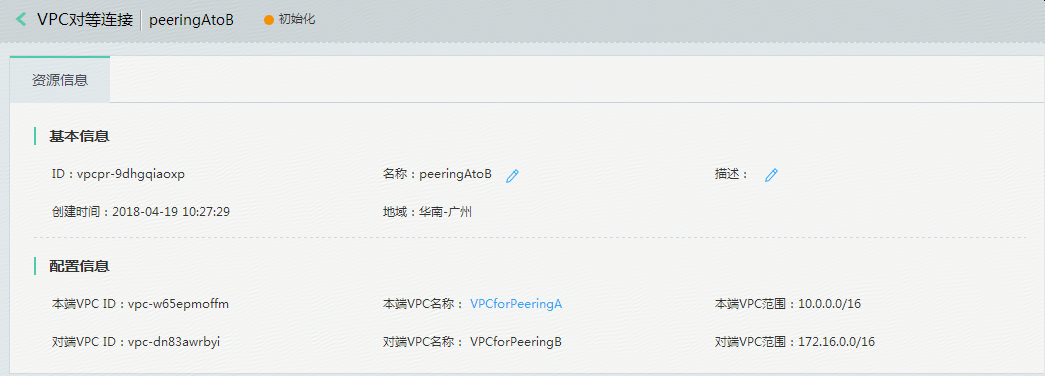 VPC对等连接 peeringAtoB 初始化
资源信息
基本信息
ID：vpcpr-9dhgqiaoxp 名称：peeringAtoB 描述：
创建时间：2018-04-19 10:27:29 地域：华南-广州
配置信息
本端VPC ID：vpc-w65epmoffm 本端VPC名称： VPCforPeeringA 本端VPC范围：10.0.0.0/16
对端VPC ID：vpc-dn83awrbyi 对端VPC名称： VPCforPeeringB 对端VPC范围：172.16.0.0/16